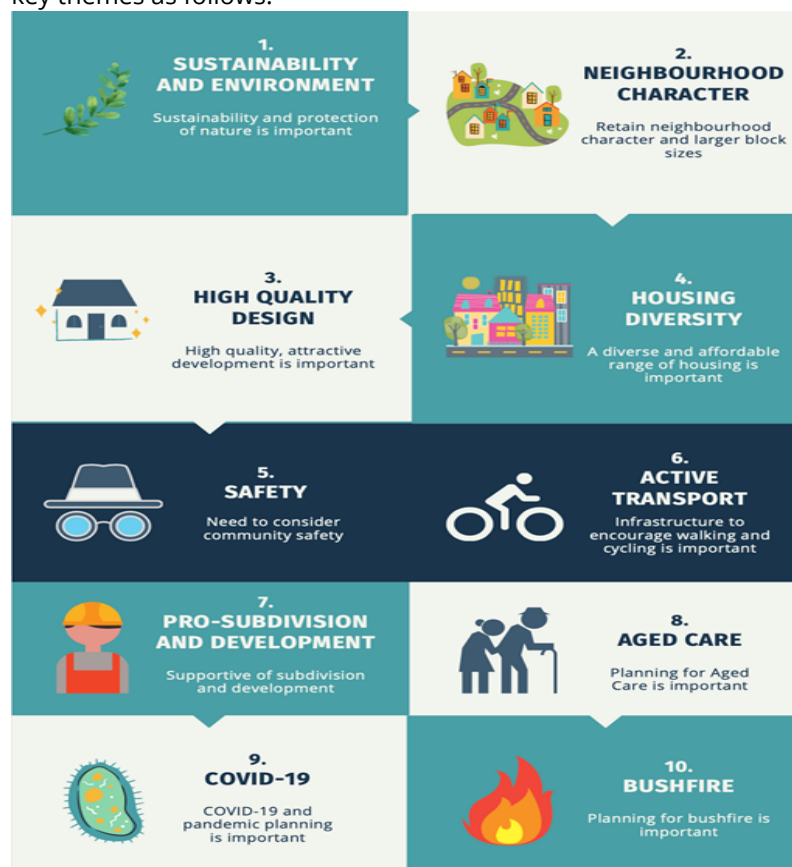 key themes as follows:
1.
SUSTAINABILITY
AND ENVIRONMENT
Sustainability and protection
of nature is important
2.
NEIGHBOURHOOD
CHARACTER
Retain neighbourhood
character and larger block
sizes
3.
HIGH QUALITY
DESIGN
High quality, attractive
development is important
4.
HOUSING
DIVERSITY
A diverse and affordable
range of housing is
important
5.
SAFETY
Need to consider
community safety
6.
ACTIVE
TRANSPORT
Infrastructure to
encourage walking and
cycling is important
7.
PRO-SUBDIVISION
AND DEVELOPMENT
Supportive of subdivision
and development
8.
AGED CARE
Planning for Aged
Care is important
9.
COVID-19
COVID-19 and
pandemic planning
is important
10.
BUSHFIRE
Planning for bushfire is
important